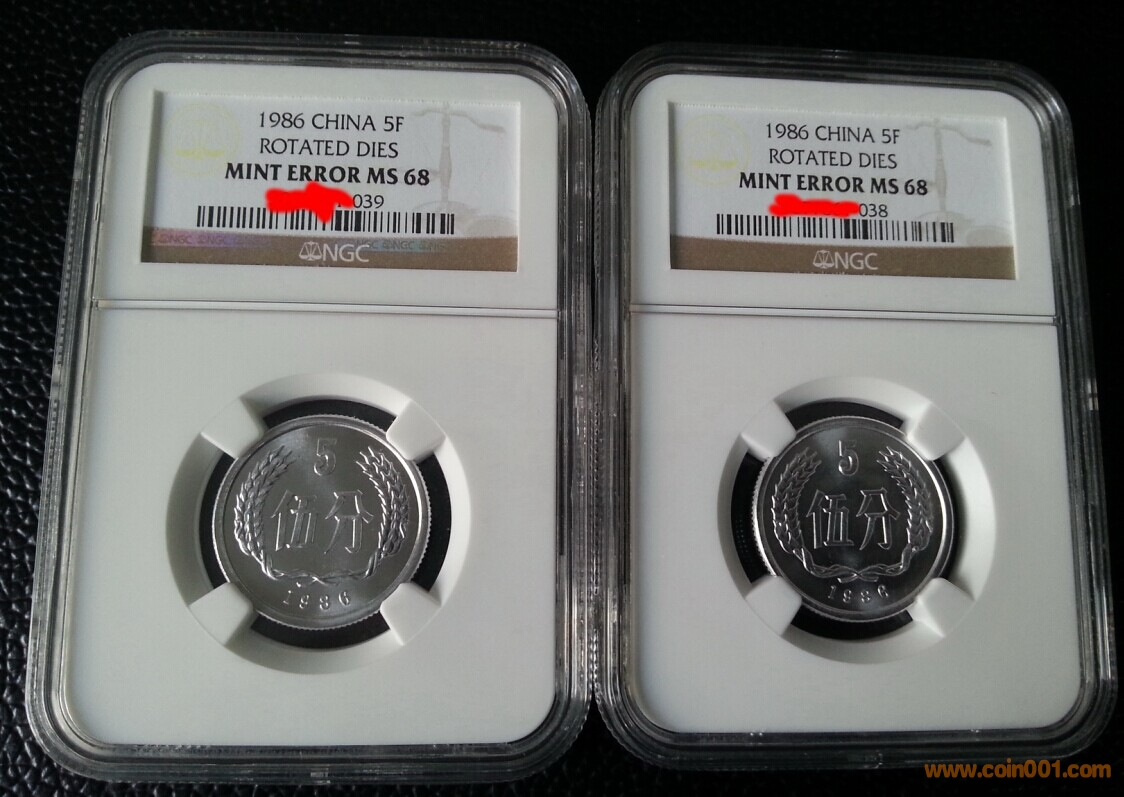 1986 CHINA 5F
ROTATED DIES
MINT ERROR MS 68
039
NGC
1986 CHINA 5F
ROTATED DIES
MINT ERROR MS 68
038
NGC
5
伍分
1986
5
伍分
1986
www.coin001.com